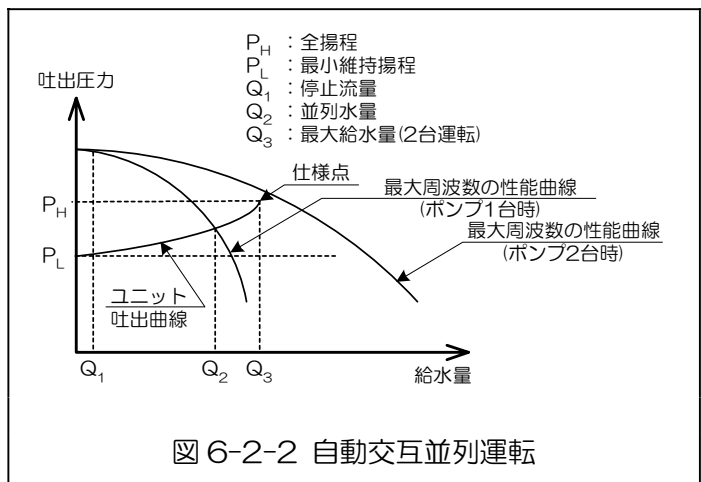 P_H ：全揚程
P_L ：最小維持揚程
Q_1 ：停止流量
Q_2 ：並列水量
Q_3 ：最大給水量(2台運転)
吐出圧力
仕様点
最大周波数の性能曲線
(ポンプ1台時)
最大周波数の性能曲線
(ポンプ2台時)
P_H
P_L
ユニット
吐出曲線
Q_1
Q_2
Q_3
給水量
図 6-2-2 自動交互並列運転